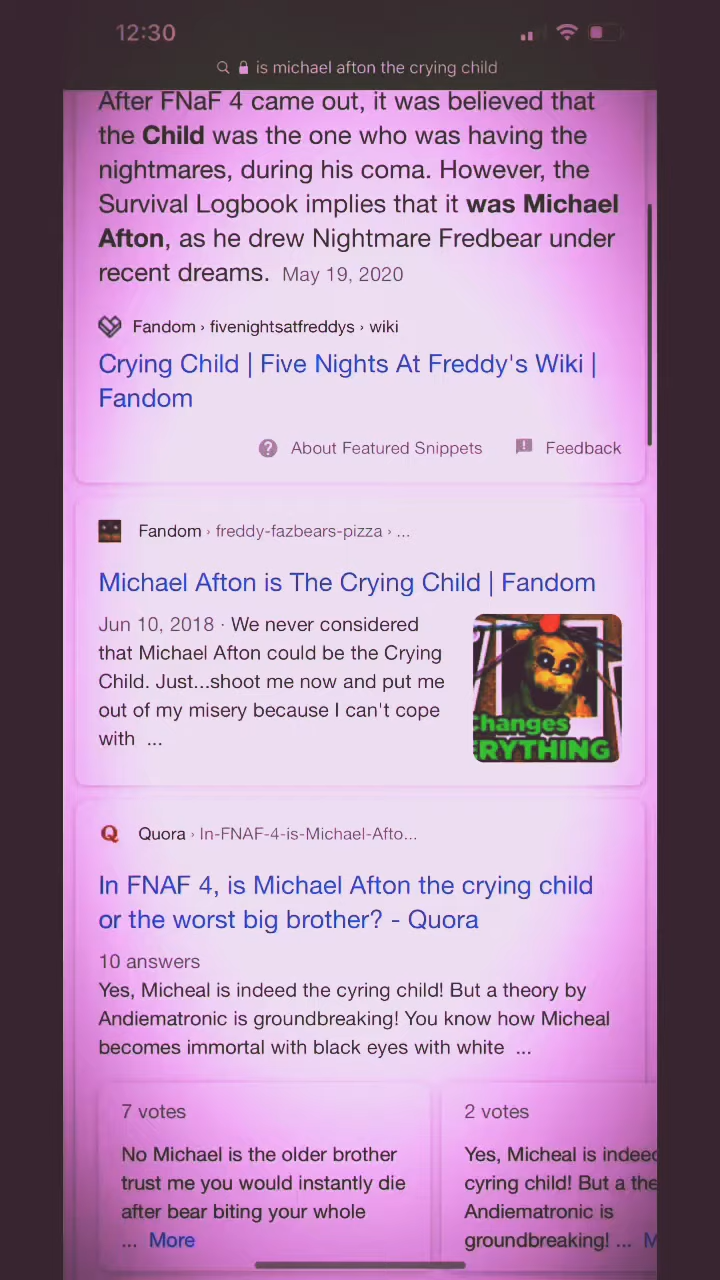 12:30
is michael afton the crying child
After FNaF 4 came out, it was believed that
the Child was the one who was having the
nightmares, during his coma. However, the
Survival Logbook implies that it was Michael
Afton, as he drew Nightmare Fredbear under
recent dreams. May 19, 2020
Fandom › fivenightsatfreddys › wiki
Crying Child | Five Nights At Freddy's Wiki |
Fandom
About Featured Snippets
Feedback
Fandom › freddy-fazbears-pizza › ...
Michael Afton is The Crying Child | Fandom
Jun 10, 2018 · We never considered
that Michael Afton could be the Crying
Child. Just...shoot me now and put me
out of my misery because I can't cope
with ...
Changes
ERYTHING
Quora › In-FNAF-4-is-Michael-Afto...
In FNAF 4, is Michael Afton the crying child
or the worst big brother? - Quora
10 answers
Yes, Micheal is indeed the cyring child! But a theory by
Andiematronic is groundbreaking! You know how Micheal
becomes immortal with black eyes with white ...
7 votes
No Michael is the older brother
trust me you would instantly die
after bear biting your whole
... More
2 votes
Yes, Micheal is indeed
cyring child! But a the
Andiematronic is
groundbreaking! ... M